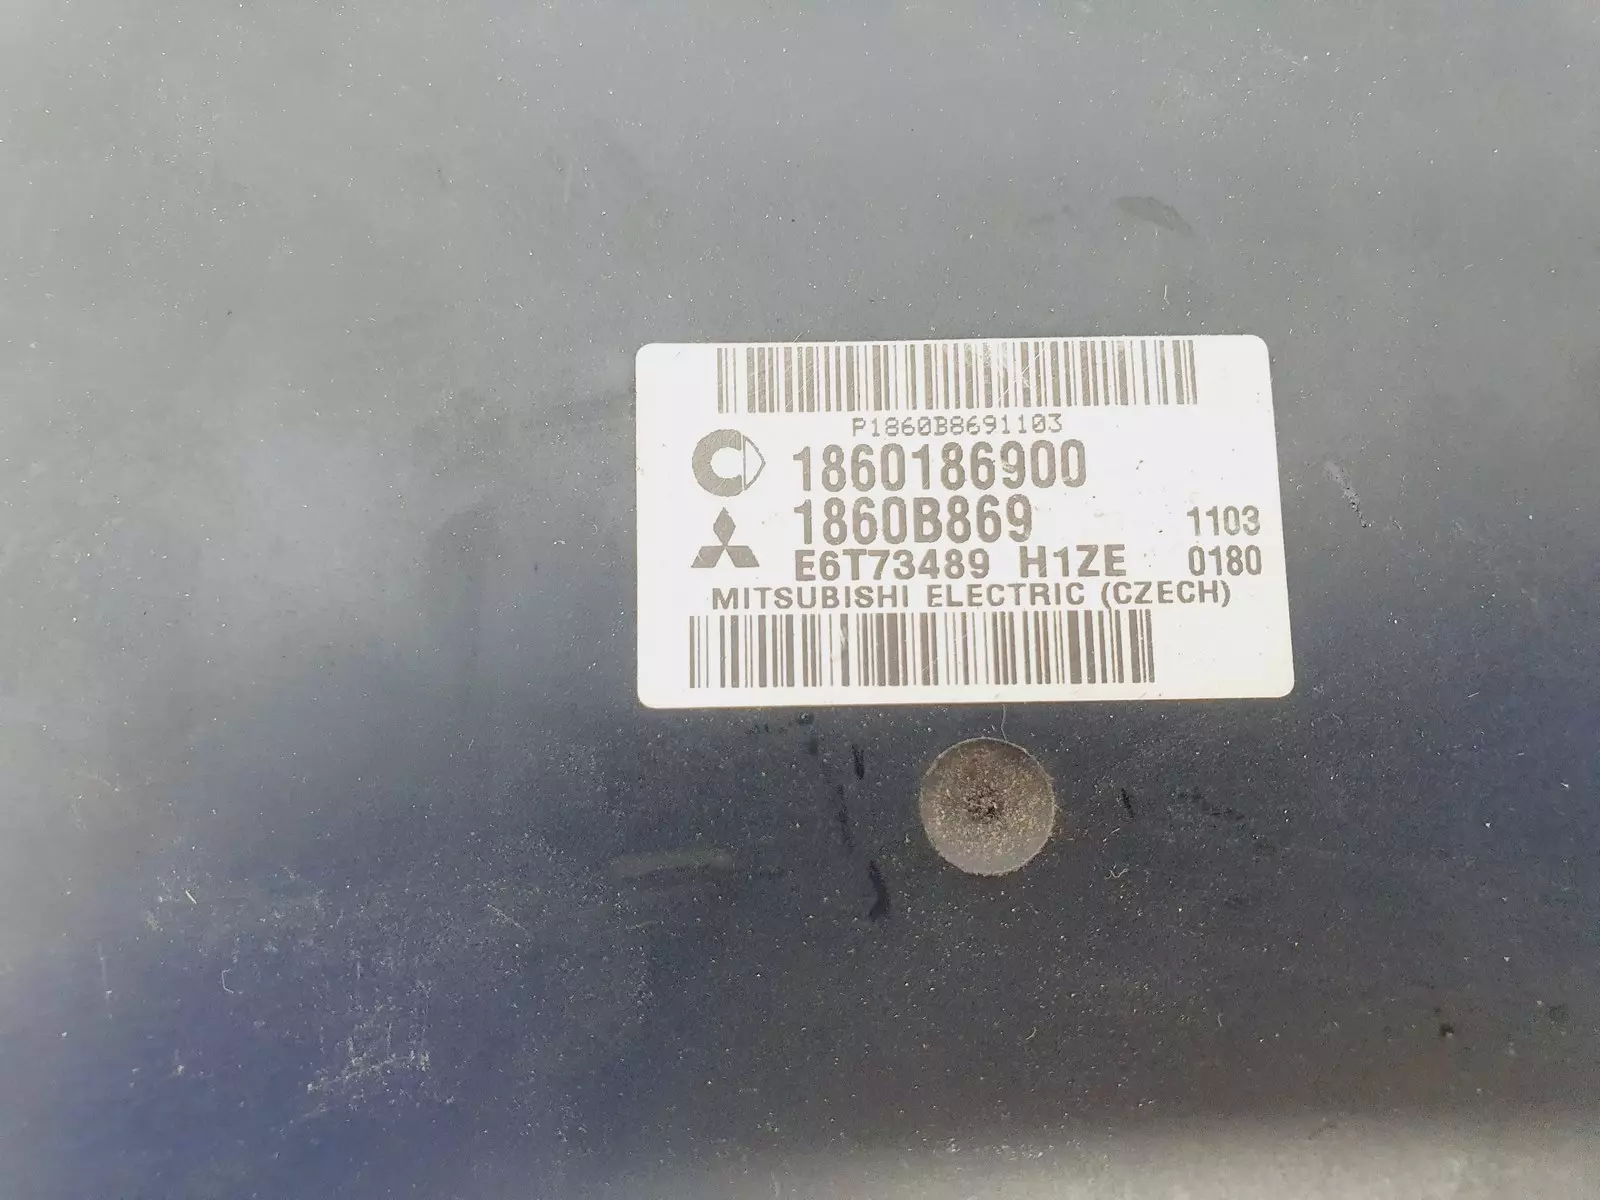 P1860B8691103
1860186900
1860B869 1103
E6T73489 H1ZE 0180
MITSUBISHI ELECTRIC (CZECH)